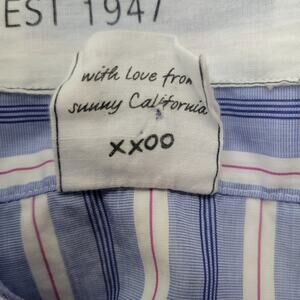 EST 1947
with Love from
sunny California
XXOO